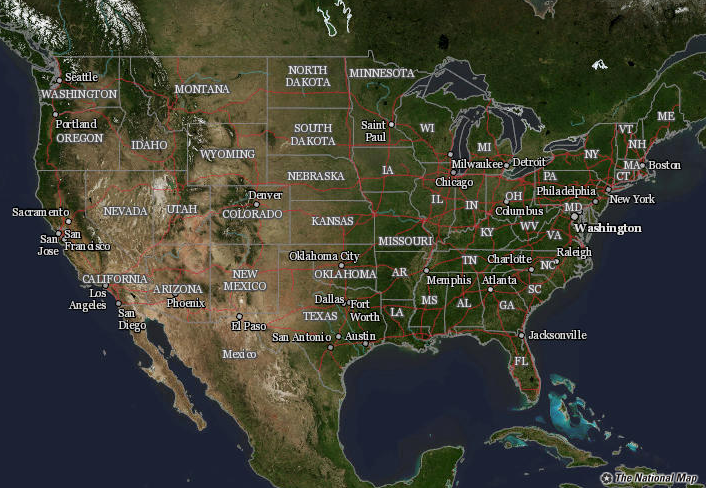 Seattle
WASHINGTON
Portland
OREGON
IDAHO
MONTANA
NORTH
DAKOTA
MINNESOTA
SOUTH
DAKOTA
Saint
Paul
WI
MI
ME
VT
NH
NY
MA
Boston
CT
WYOMING
NEBRASKA
IA
Milwaukee
Chicago
Detroit
PA
Philadelphia
New York
Sacramento
San
Francisco
San
Jose
NEVADA
UTAH
Denver
COLORADO
KANSAS
MISSOURI
IL
IN
OH
Columbus
MD
Washington
WV
VA
KY
CALIFORNIA
Los
Angeles
San
Diego
ARIZONA
Phoenix
NEW
MEXICO
Oklahoma City
OKLAHOMA
AR
TN
Memphis
Charlotte
Raleigh
NC
SC
Atlanta
GA
AL
MS
LA
Dallas
Fort
Worth
TEXAS
El Paso
San Antonio
Austin
Mexico
Jacksonville
FL
The National Map